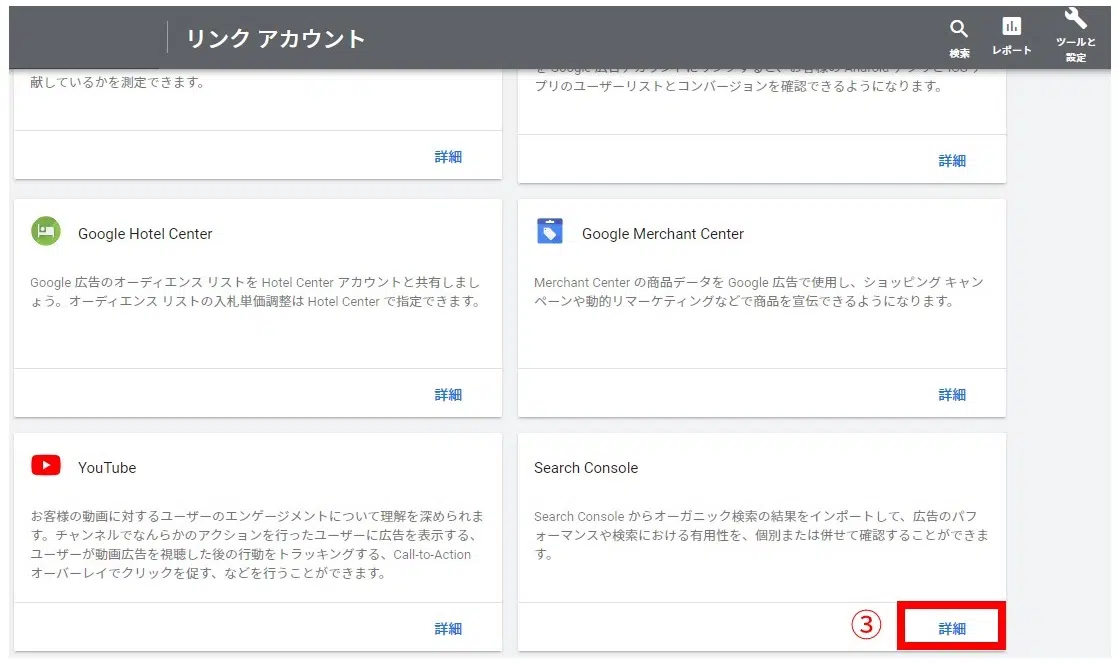 リンク アカウント
検索
レポート
ツールと
設定
献しているかを測定できます。
プリのユーザーリストとコンバージョンを確認できるようになります。
詳細
詳細
Google Hotel Center
Google 広告のオーディエンス リストを Hotel Center アカウントと共有しまし
ょう。オーディエンス リストの入札単価調整は Hotel Center で指定できます。
詳細
Google Merchant Center
Merchant Center の商品データを Google 広告で使用し、ショッピング キャン
ペーンや動的リマーケティングなどで商品を宣伝できるようになります。
詳細
YouTube
お客様の動画に対するユーザーのエンゲージメントについて理解を深められま
す。チャンネルでなんらかのアクションを行ったユーザーに広告を表示する、
ユーザーが動画広告を視聴した後の行動をトラッキングする、Call-to-Action
オーバーレイでクリックを促す、などを行うことができます。
詳細
Search Console
Search Console からオーガニック検索の結果をインポートして、広告のパフ
ォーマンスや検索における有用性を、個別または併せて確認することができま
す。
③
詳細